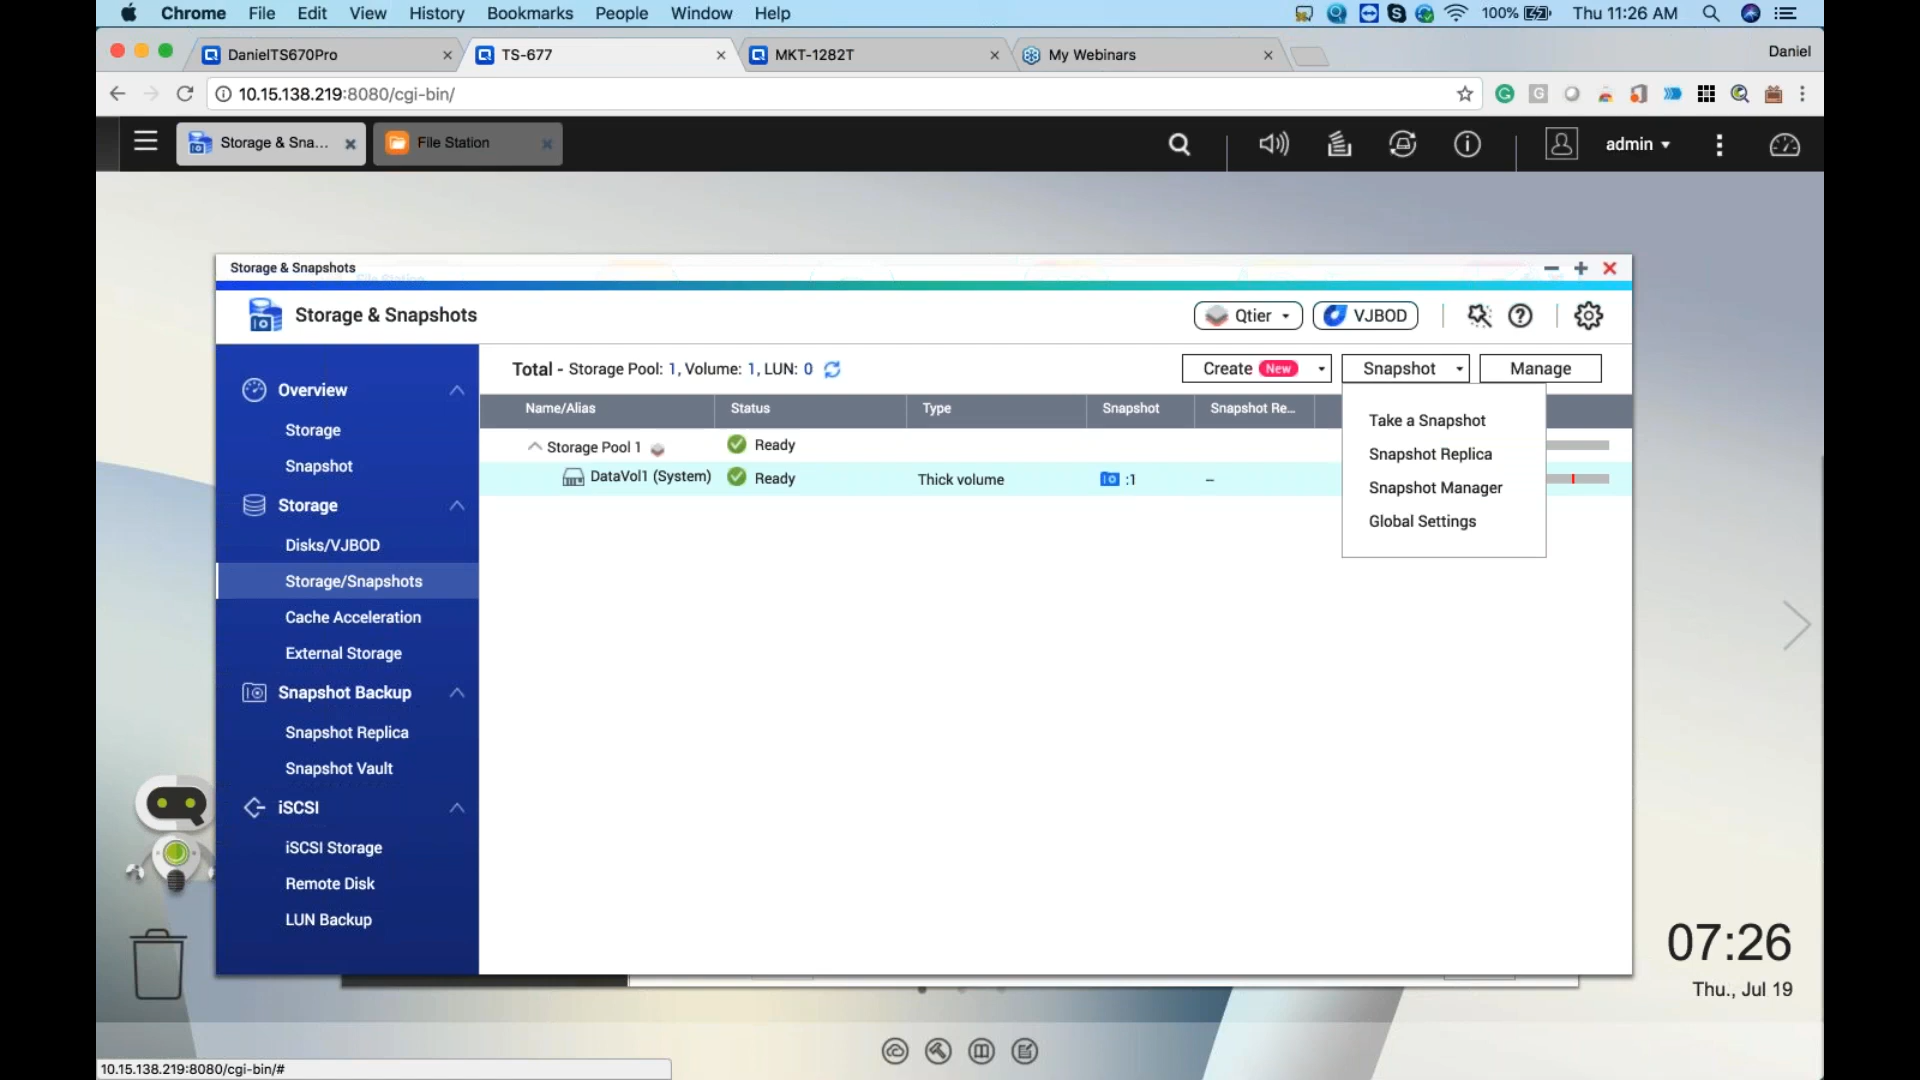 Chrome File Edit View History Bookmarks People Window Help 100% Thu 11:26 AM
DanielTS670Pro TS-677 MKT-1282T My Webinars Daniel
10.15.138.219:8080/cgi-bin/
Storage & Sna... File Station admin
Storage & Snapshots
Storage & Snapshots Qtier VJBOD
Total - Storage Pool: 1, Volume: 1, LUN: 0 Create New Snapshot Manage
Name/Alias Status Type Snapshot Snapshot Re...
Storage Pool 1 Ready
DataVol1 (System) Ready Thick volume :1 --
Take a Snapshot
Snapshot Replica
Snapshot Manager
Global Settings
Overview
Storage
Snapshot
Storage
Disks/VJBOD
Storage/Snapshots
Cache Acceleration
External Storage
Snapshot Backup
Snapshot Replica
Snapshot Vault
iSCSI
iSCSI Storage
Remote Disk
LUN Backup
07:26
Thu., Jul 19
10.15.138.219:8080/cgi-bin/#